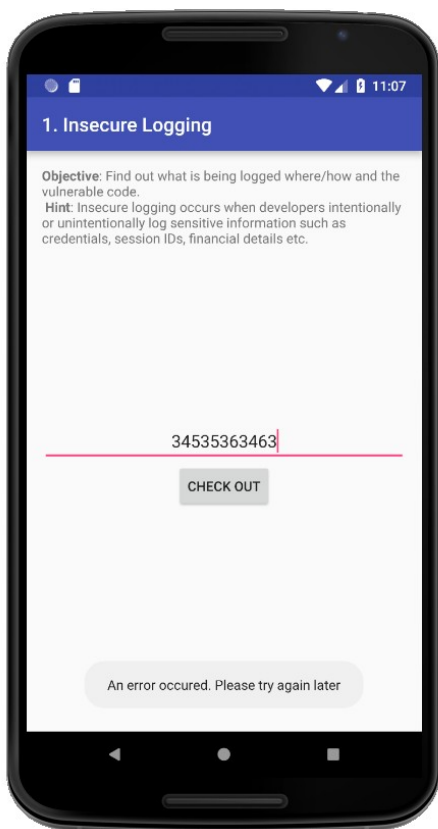 11:07
1. Insecure Logging
Objective: Find out what is being logged where/how and the
vulnerable code.
Hint: Insecure logging occurs when developers intentionally
or unintentionally log sensitive information such as
credentials, session IDs, financial details etc.
34535363463
CHECK OUT
An error occured. Please try again later